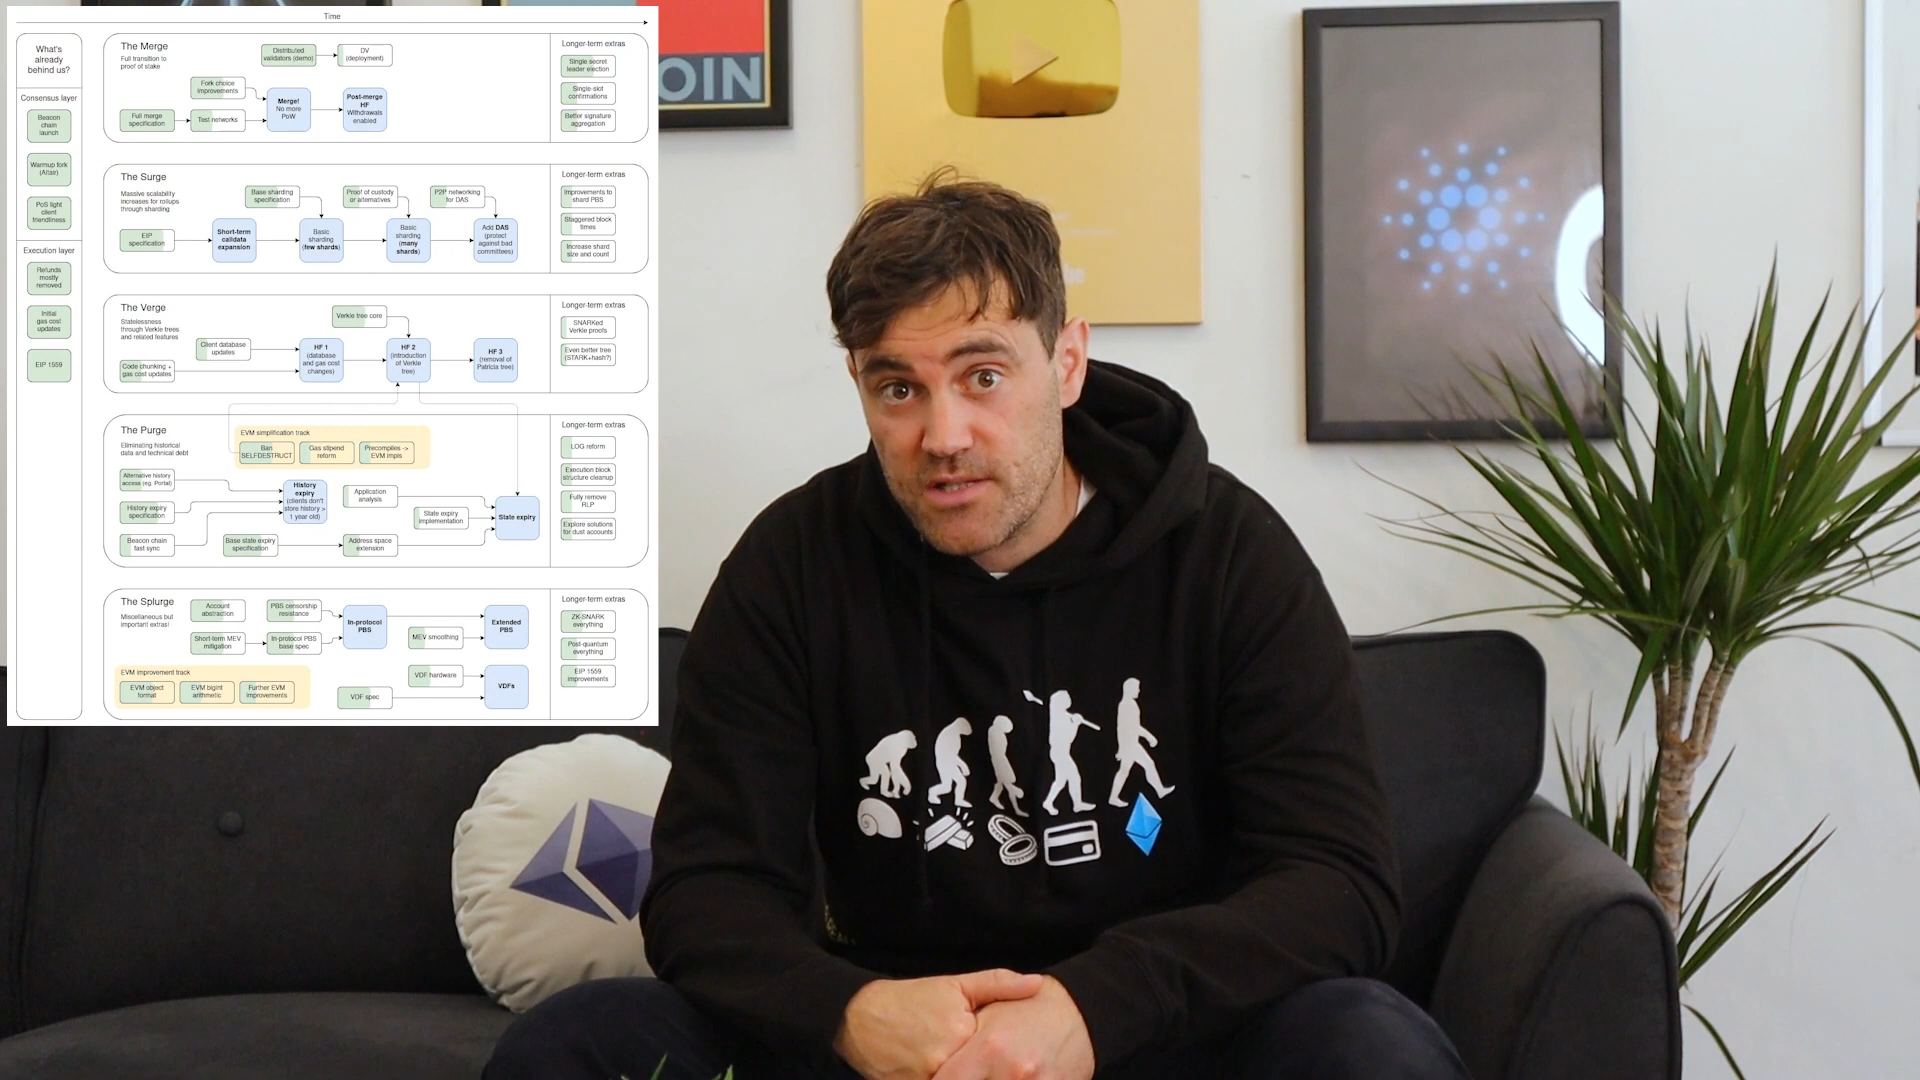 Time
What's
already
behind us?
Consensus layer
Beacon
chain
launch
Warmup fork
(Altair)
PoS light
client
friendliness
Execution layer
Refunds
mostly
removed
Initial
gas cost
updates
EIP 1559
The Merge
Full transition to
proof of stake
Distributed
validators (demo)
DV
(deployment)
Fork choice
improvements
Full merge
specification
Test networks
Merge!
No more
PoW
Post-merge
HF
Withdrawals
enabled
Longer-term extras
Single secret
leader election
Single-slot
confirmations
Better signature
aggregation
The Surge
Massive scalability
increases for rollups
through sharding
Base sharding
specification
Proof of custody
or alternatives
P2P networking
for DAS
EIP
specification
Short-term
calldata
expansion
Basic
sharding
(few shards)
Basic
sharding
(many
shards)
Add DAS
(protect
against bad
committees)
Longer-term extras
Improvements to
shard PBS
Staggered block
times
Increase shard
size and count
The Verge
Statelessness
through Verkle trees
and related features
Verkle tree core
Client database
updates
Code chunking +
gas cost updates
HF 1
(database
and gas cost
changes)
HF 2
(introduction
of Verkle
tree)
HF 3
(removal of
Patricia tree)
Longer-term extras
SNARKed
Verkle proofs
Even better tree
(STARK+hash?)
The Purge
Eliminating historical
data and technical debt
EVM simplification track
Ban
SELFDESTRUCT
Gas stipend
reform
Precompiles ->
EVM impls
Alternative history
access (eg. Portal)
History expiry
specification
Beacon chain
fast sync
History
expiry
(clients don't
store history >
1 year old)
Application
analysis
State expiry
implementation
Base state expiry
specification
Address space
extension
State expiry
Longer-term extras
LOG reform
Execution block
structure cleanup
Fully remove
RLP
Explore solutions
for dust accounts
The Splurge
Miscellaneous but
important extras!
Account
abstraction
PBS censorship
resistance
Short-term MEV
mitigation
In-protocol PBS
base spec
In-protocol
PBS
MEV smoothing
Extended
PBS
EVM improvement track
EVM object
format
EVM bigint
arithmetic
Further EVM
improvements
VDF hardware
VDF spec
VDFs
Longer-term extras
ZK-SNARK
everything
Post-quantum
everything
EIP 1559
improvements
OIN